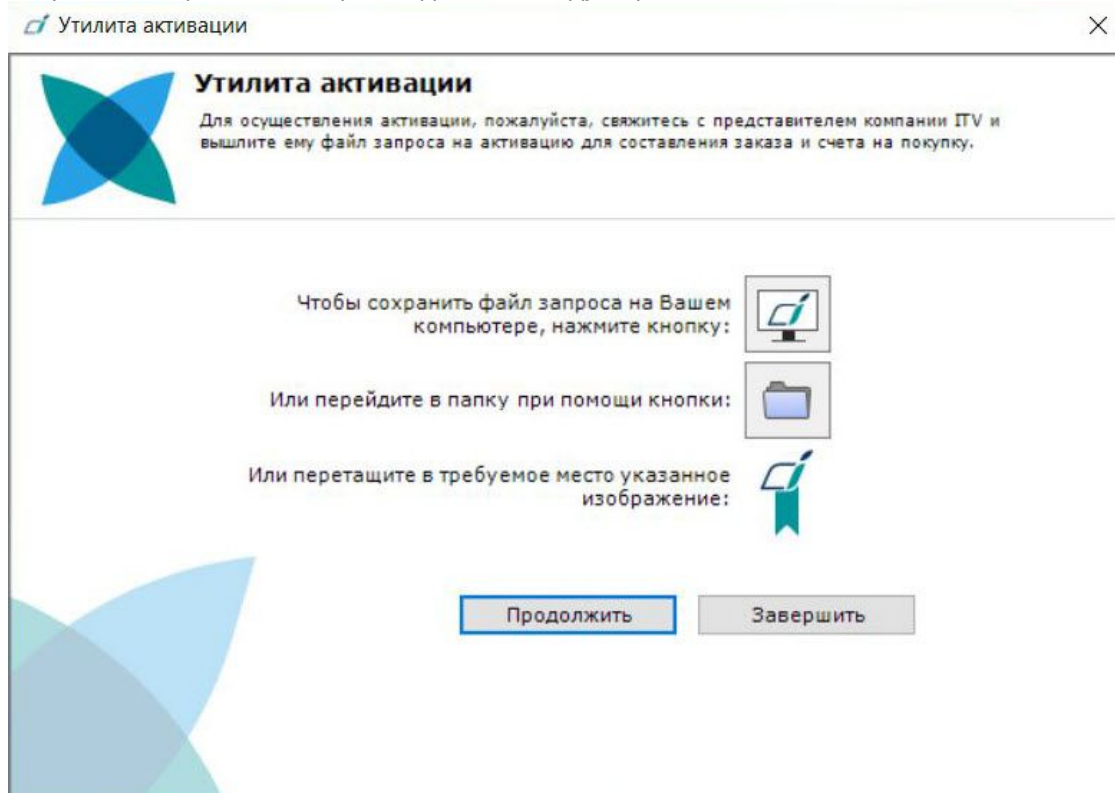 Утилита активации
Утилита активации
Для осуществления активации, пожалуйста, свяжитесь с представителем компании ITV и
вышлите ему файл запроса на активацию для составления заказа и счета на покупку.
Чтобы сохранить файл запроса на Вашем
компьютере, нажмите кнопку:
Или перейдите в папку при помощи кнопки:
Или перетащите в требуемое место указанное
изображение:
Продолжить
Завершить